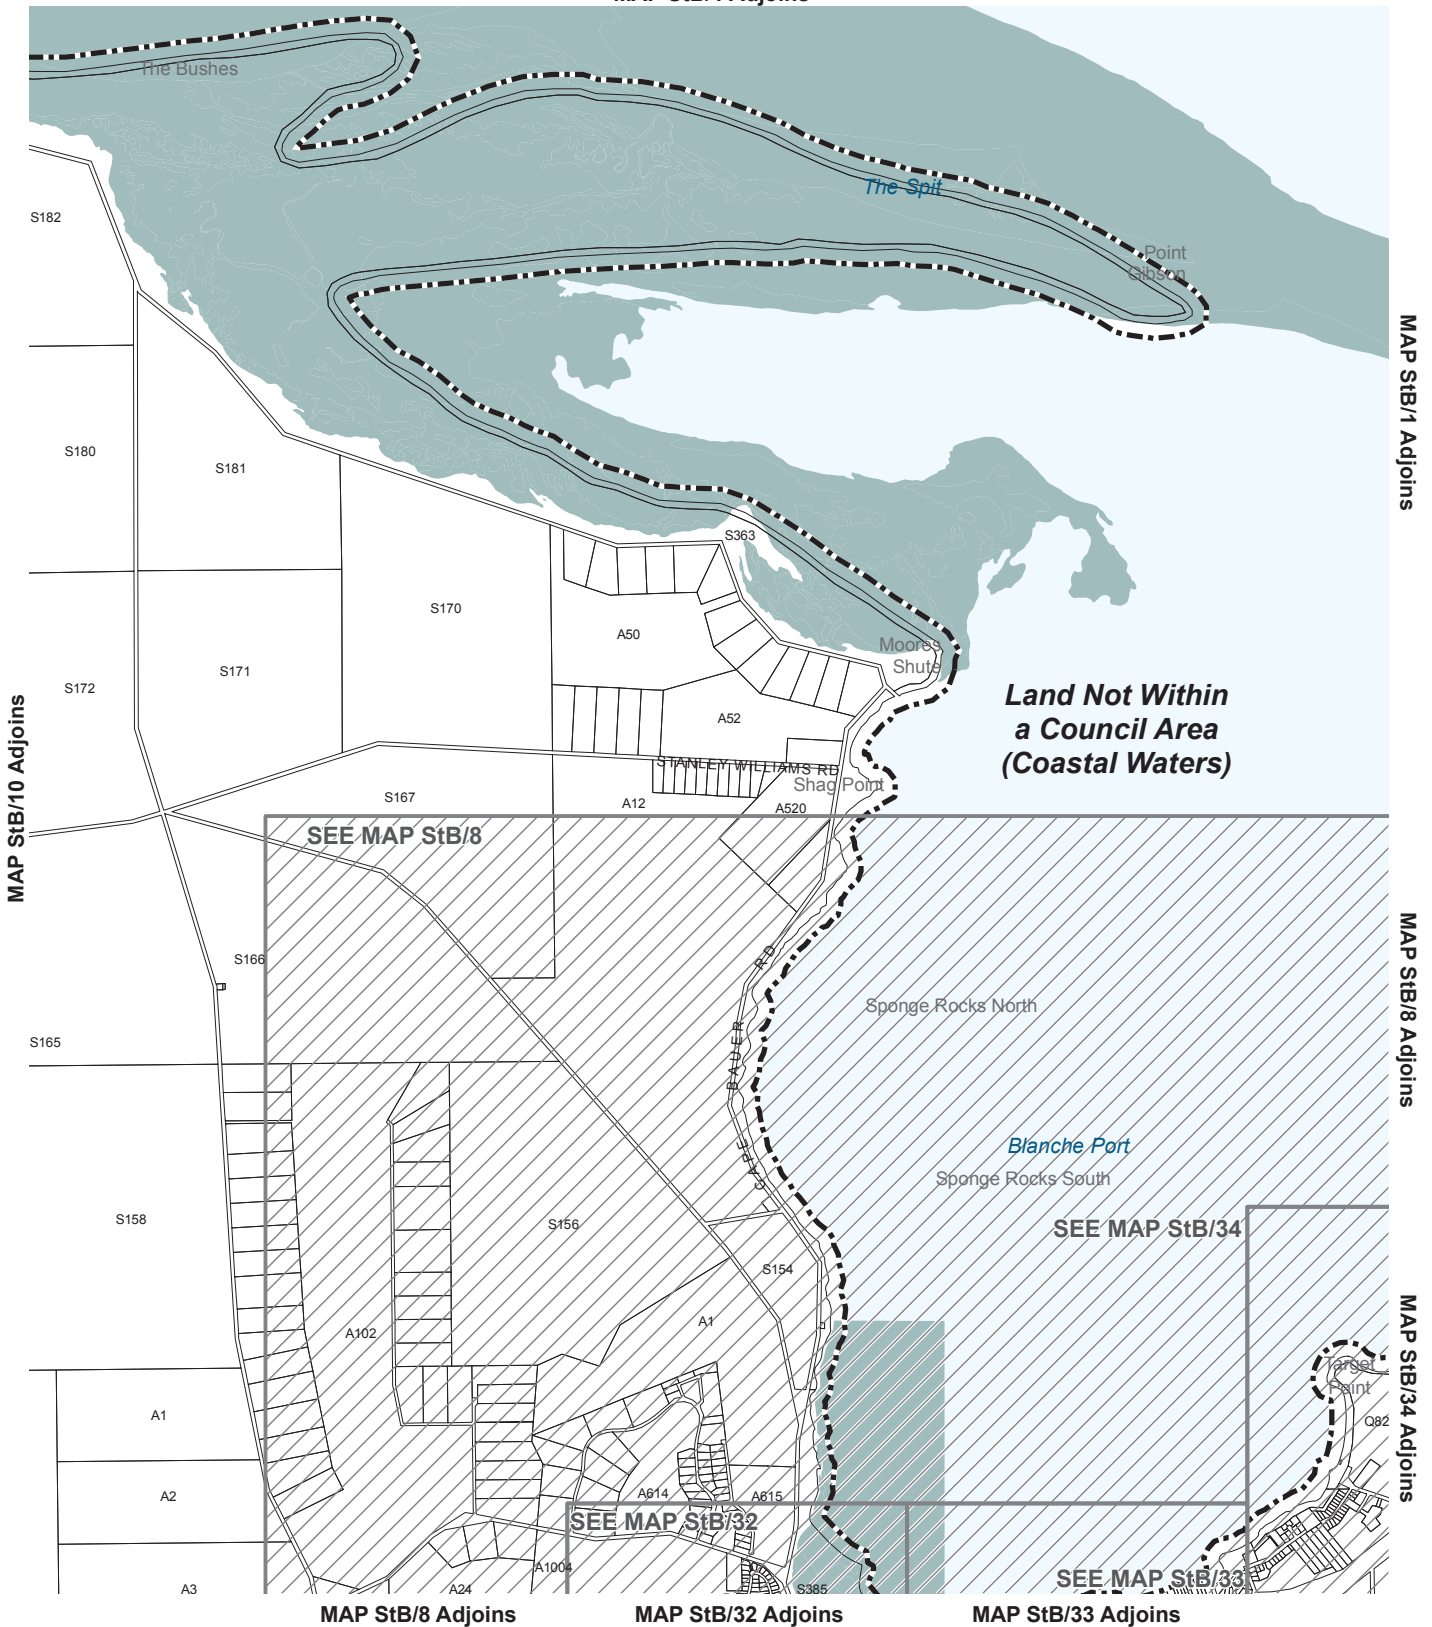 The Bushes
The Spit
Point
Gibson
S182
S180
S181
S363
S170
A50
S171
S172
Moores
Shute
A52
Land Not Within
a Council Area
(Coastal Waters)
STANLEY WILLIAMS RD
Shag Point
S167
A12
A520
SEE MAP StB/8
S166
CAPE BAUER RD
Sponge Rocks North
S165
Blanche Port
Sponge Rocks South
S158
S156
SEE MAP StB/34
S154
A1
A102
Target
Point
Q82
A1
A2
A614
A615
SEE MAP StB/32
A1004
A3
A24
S385
SEE MAP StB/33
MAP StB/10 Adjoins
MAP StB/1 Adjoins
MAP StB/8 Adjoins
MAP StB/34 Adjoins
MAP StB/8 Adjoins
MAP StB/32 Adjoins
MAP StB/33 Adjoins